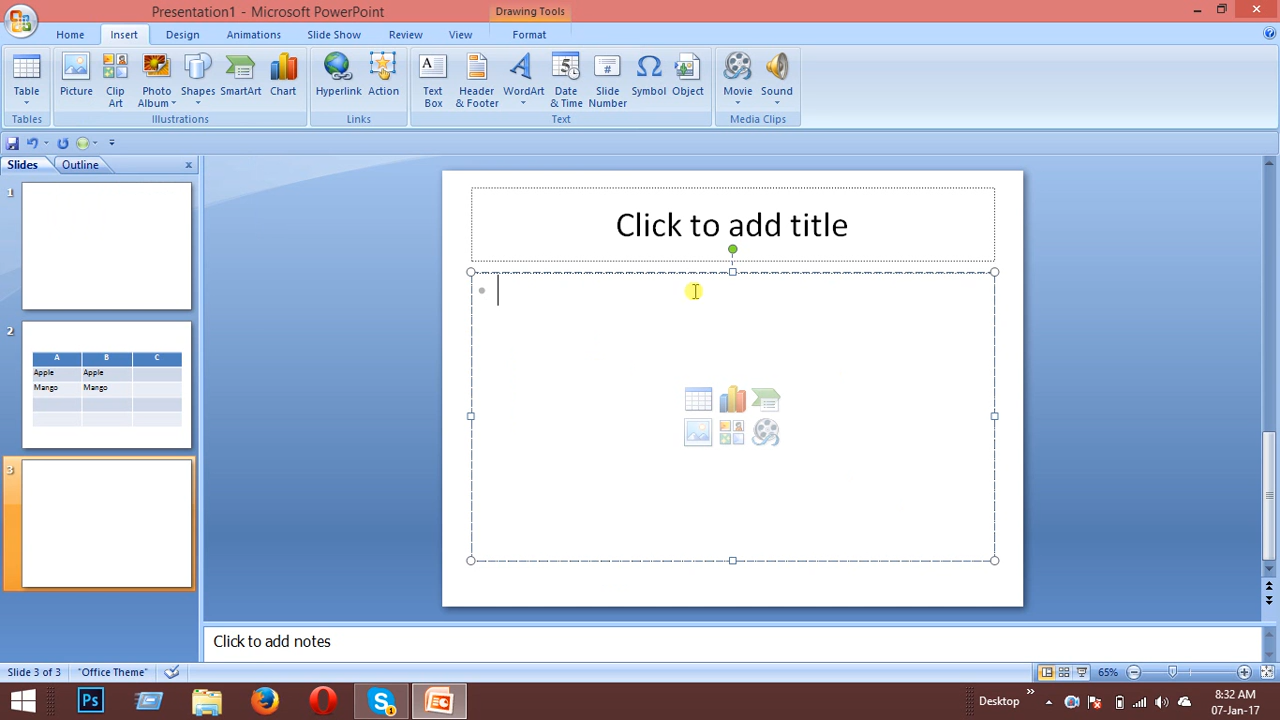 Presentation1 - Microsoft PowerPoint
Drawing Tools
Home
Insert
Design
Animations
Slide Show
Review
View
Format
Table
Picture
Clip
Art
Photo
Album
Shapes
SmartArt
Chart
Hyperlink
Action
Text
Box
Header
& Footer
WordArt
Date
& Time
Slide
Number
Symbol
Object
Movie
Sound
Tables
Illustrations
Links
Text
Media Clips
Slides
Outline
1
2
A B C
Apple Apple
Mango Mango
3
Click to add title
Click to add notes
Slide 3 of 3
"Office Theme"
65%
Ps
Desktop
8:32 AM
07-Jan-17